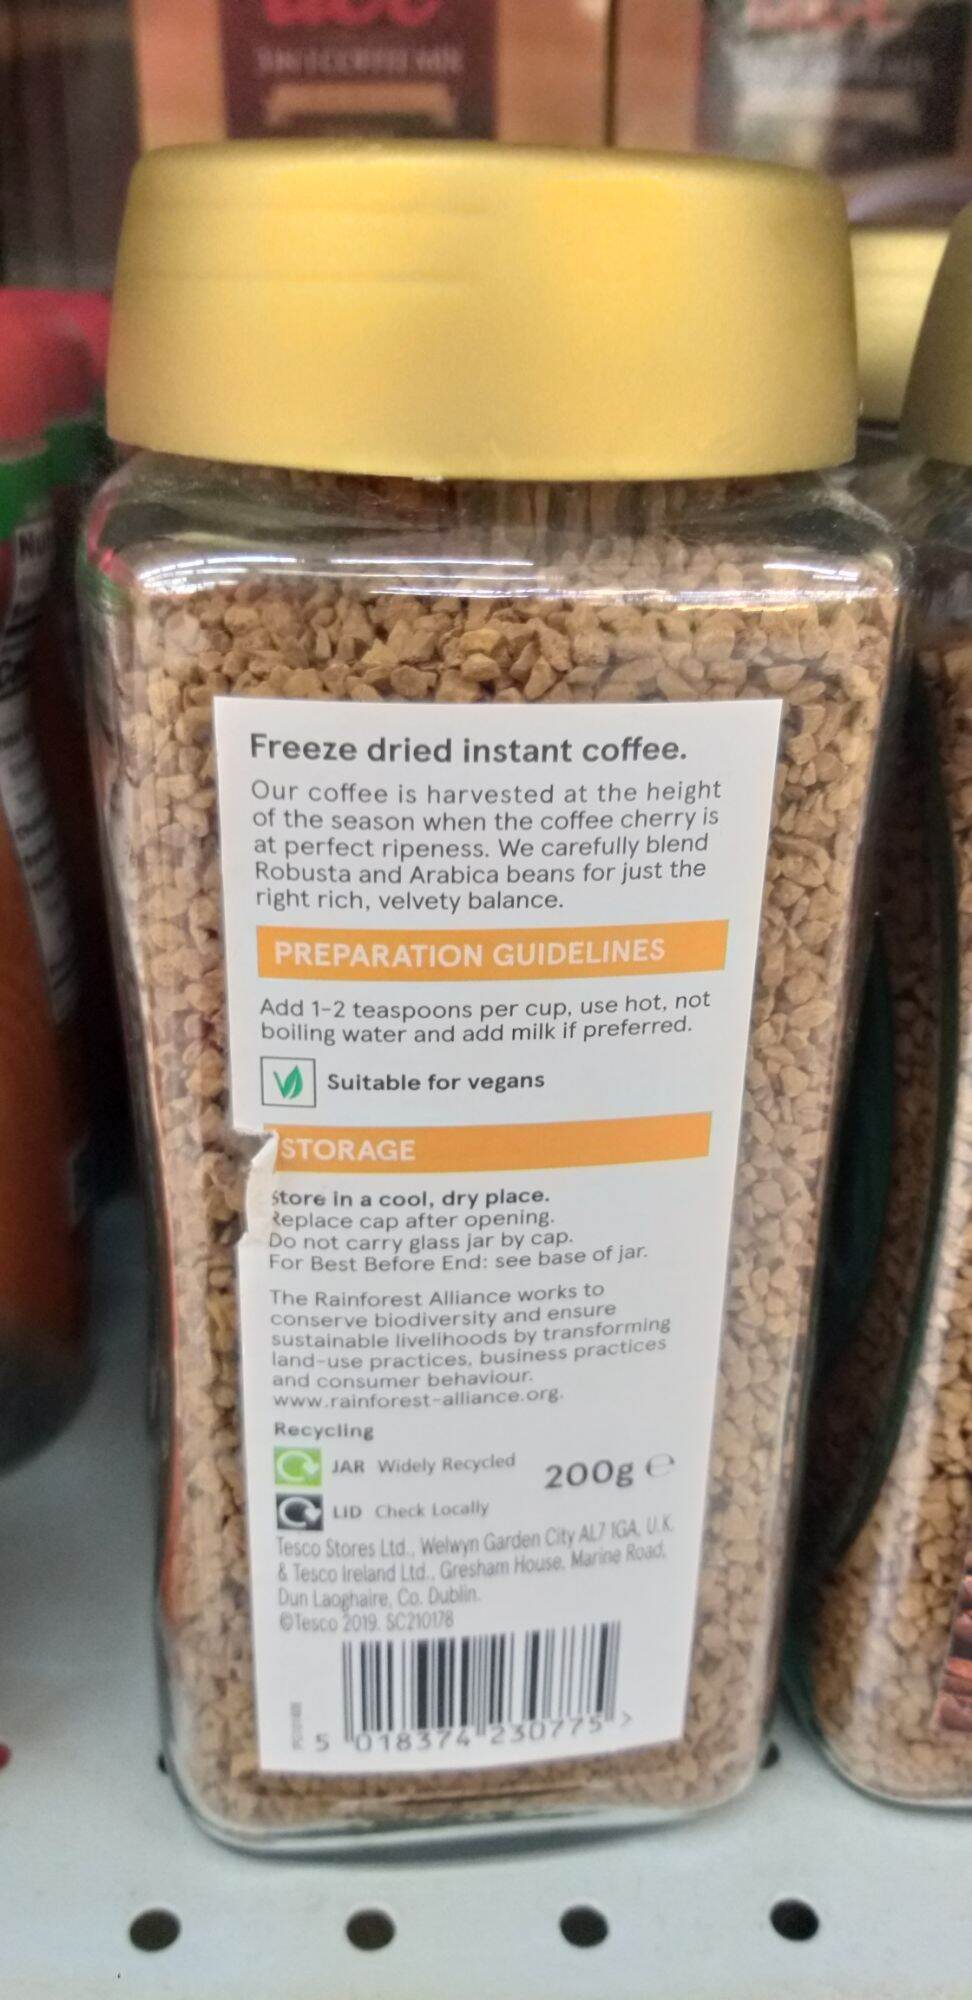 Freeze dried instant coffee.
Our coffee is harvested at the height
of the season when the coffee cherry is
at perfect ripeness. We carefully blend
Robusta and Arabica beans for just the
right rich, velvety balance.
PREPARATION GUIDELINES
Add 1-2 teaspoons per cup, use hot, not
boiling water and add milk if preferred.
Suitable for vegans
STORAGE
Store in a cool, dry place.
Replace cap after opening.
Do not carry glass jar by cap.
For Best Before End: see base of jar.
The Rainforest Alliance works to
conserve biodiversity and ensure
sustainable livelihoods by transforming
land-use practices, business practices
and consumer behaviour.
www.rainforest-alliance.org.
Recycling
JAR Widely Recycled
200g ℮
LID Check Locally
Tesco Stores Ltd., Welwyn Garden City AL7 1GA, U.K.
& Tesco Ireland Ltd., Gresham House, Marine Road,
Dun Laoghaire, Co. Dublin.
©Tesco 2019. SC210178
5 018374 230775 >